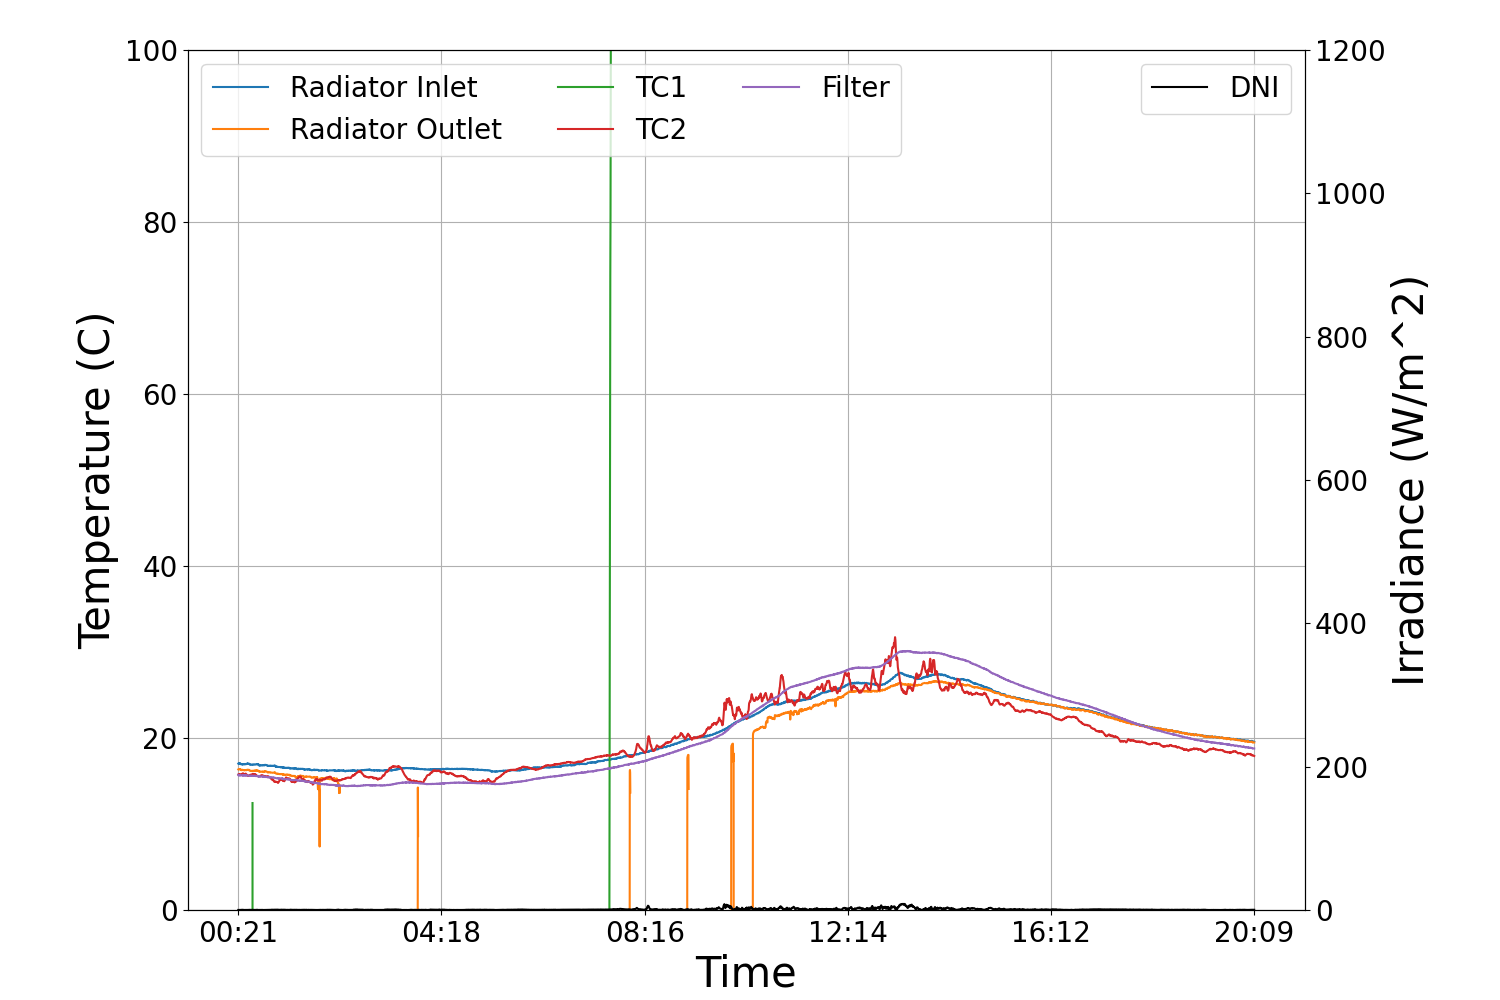 Radiator Inlet
Radiator Outlet
TC1
TC2
Filter
DNI
Temperature (C)
100
80
60
40
20
0
Irradiance (W/m^2)
1200
1000
800
600
400
200
0
00:21 04:18 08:16 12:14 16:12 20:09
Time